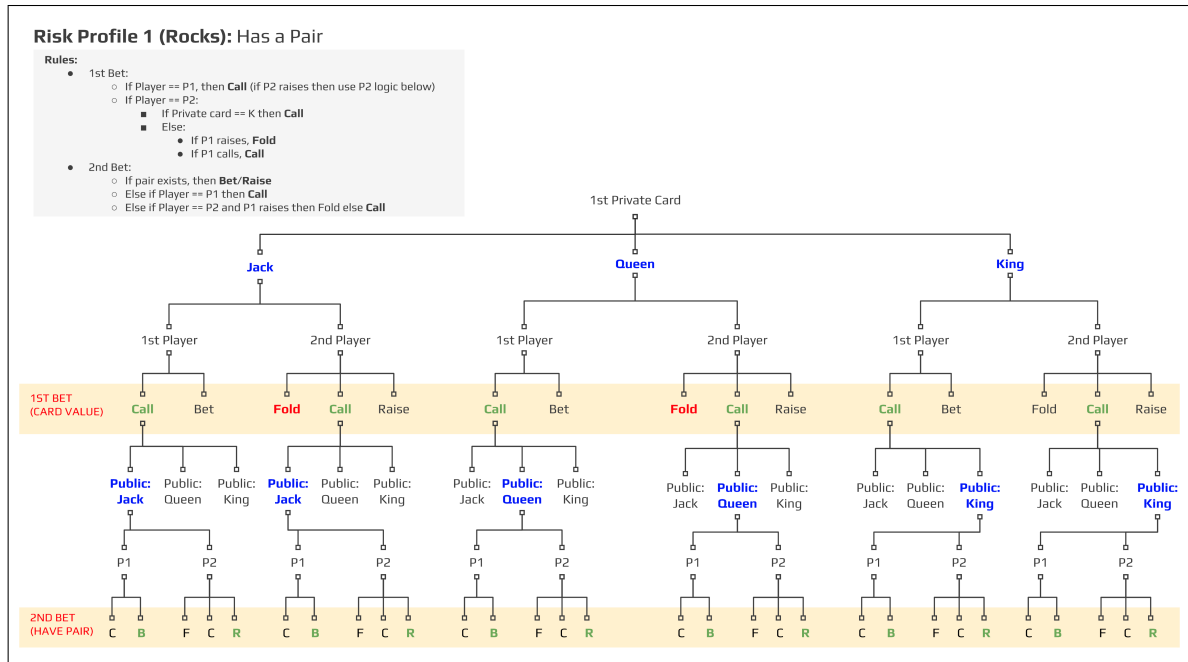 Risk Profile 1 (Rocks): Has a Pair
Rules:
● 1st Bet:
○ If Player == P1, then Call (if P2 raises then use P2 logic below)
○ If Player == P2:
■ If Private card == K then Call
■ Else:
● If P1 raises, Fold
● If P1 calls, Call
● 2nd Bet:
○ If pair exists, then Bet/Raise
○ Else if Player == P1 then Call
○ Else if Player == P2 and P1 raises then Fold else Call
1st Private Card
Jack Queen King
1st Player 2nd Player 1st Player 2nd Player 1st Player 2nd Player
1ST BET
(CARD VALUE)
Call Bet Fold Call Raise Call Bet Fold Call Raise Call Bet Fold Call Raise
Public: Public: Public: Public: Public: Public: Public: Public: Public: Public: Public: Public: Public: Public: Public: Public: Public: Public:
Jack Queen King Jack Queen King Jack Queen King Jack Queen King Jack Queen King Jack Queen King
P1 P2 P1 P2 P1 P2 P1 P2 P1 P2 P1 P2
2ND BET
(HAVE PAIR)
C B F C R C B F C R C B F C R C B F C R C B F C R C B F C R